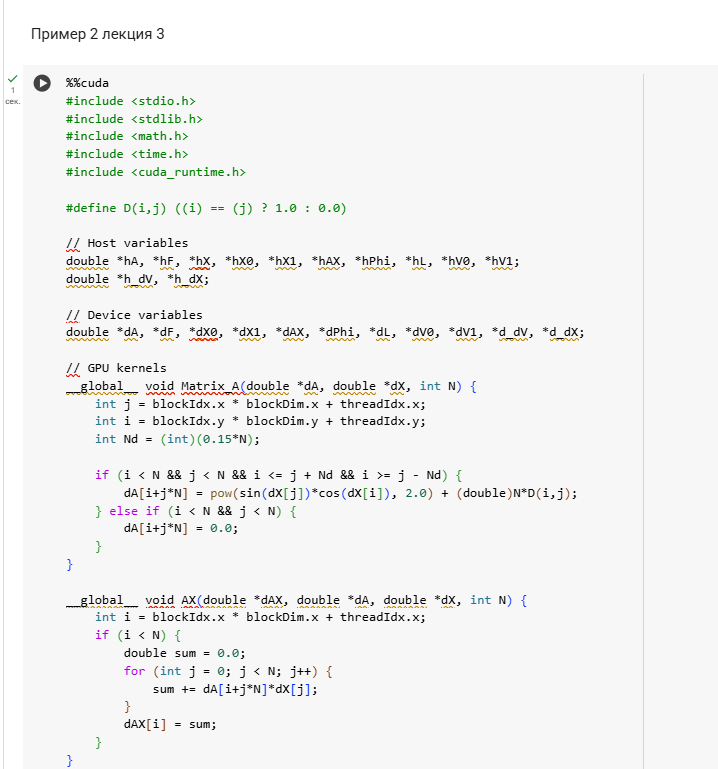 Пример 2 лекция 3
%%cuda
1
сек.
#include <stdio.h>
#include <stdlib.h>
#include <math.h>
#include <time.h>
#include <cuda_runtime.h>
#define D(i,j) ((i) == (j) ? 1.0 : 0.0)
// Host variables
double *hA, *hF, *hX, *hX0, *hX1, *hAX, *hPhi, *hL, *hV0, *hV1;
double *h_dV, *h_dX;
// Device variables
double *dA, *dF, *dX0, *dX1, *dAX, *dPhi, *dL, *dV0, *dV1, *d_dV, *d_dX;
// GPU kernels
__global__ void Matrix_A(double *dA, double *dX, int N) {
    int j = blockIdx.x * blockDim.x + threadIdx.x;
    int i = blockIdx.y * blockDim.y + threadIdx.y;
    int Nd = (int)(0.15*N);
    if (i < N && j < N && i <= j + Nd && i >= j - Nd) {
        dA[i+j*N] = pow(sin(dX[j])*cos(dX[i]), 2.0) + (double)N*D(i,j);
    } else if (i < N && j < N) {
        dA[i+j*N] = 0.0;
    }
}
__global__ void AX(double *dAX, double *dA, double *dX, int N) {
    int i = blockIdx.x * blockDim.x + threadIdx.x;
    if (i < N) {
        double sum = 0.0;
        for (int j = 0; j < N; j++) {
            sum += dA[i+j*N]*dX[j];
        }
        dAX[i] = sum;
    }
}